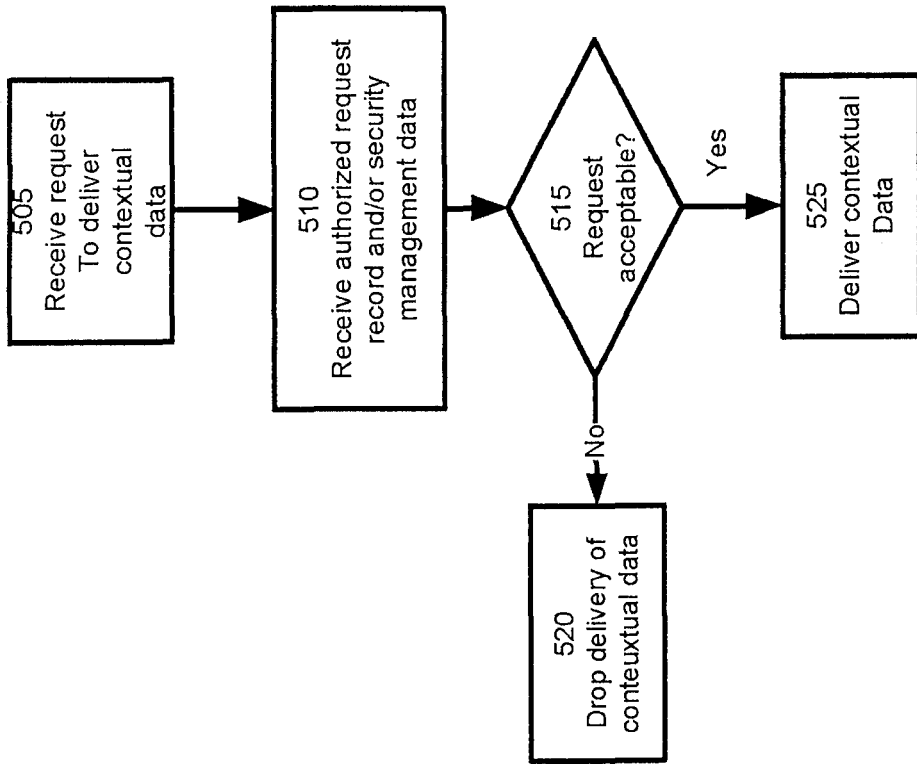 505
Receive request
To deliver
contextual
data
510
Receive authorized request
record and/or security
management data
515
Request
acceptable?
No
Yes
520
Drop delivery of
conteuxtual data
525
Deliver contextual
Data